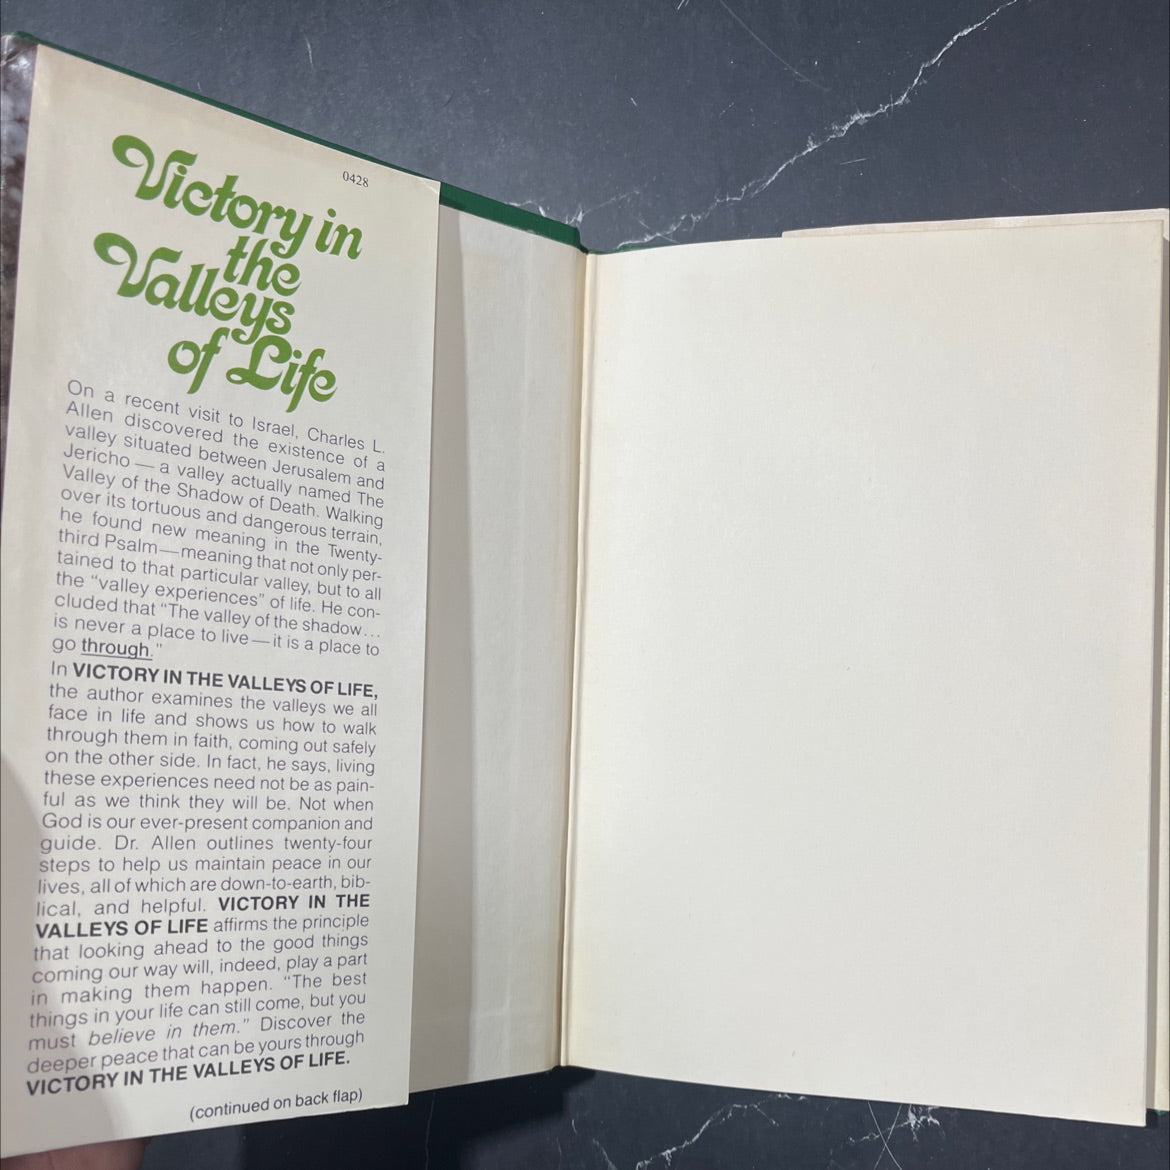 0428
Victory in
the
Valleys
of Life
On a recent visit to Israel, Charles L.
Allen discovered the existence of a
valley situated between Jerusalem and
Jericho — a valley actually named The
Valley of the Shadow of Death. Walking
over its tortuous and dangerous terrain,
he found new meaning in the Twenty-
third Psalm—meaning that not only per-
tained to that particular valley, but to all
the “valley experiences” of life. He con-
cluded that “The valley of the shadow...
is never a place to live—it is a place to
go through.”
In VICTORY IN THE VALLEYS OF LIFE,
the author examines the valleys we all
face in life and shows us how to walk
through them in faith, coming out safely
on the other side. In fact, he says, living
these experiences need not be as pain-
ful as we think they will be. Not when
God is our ever-present companion and
guide. Dr. Allen outlines twenty-four
steps to help us maintain peace in our
lives, all of which are down-to-earth, bib-
lical, and helpful. VICTORY IN THE
VALLEYS OF LIFE affirms the principle
that looking ahead to the good things
coming our way will, indeed, play a part
in making them happen. “The best
things in your life can still come, but you
must believe in them.” Discover the
deeper peace that can be yours through
VICTORY IN THE VALLEYS OF LIFE.
(continued on back flap)